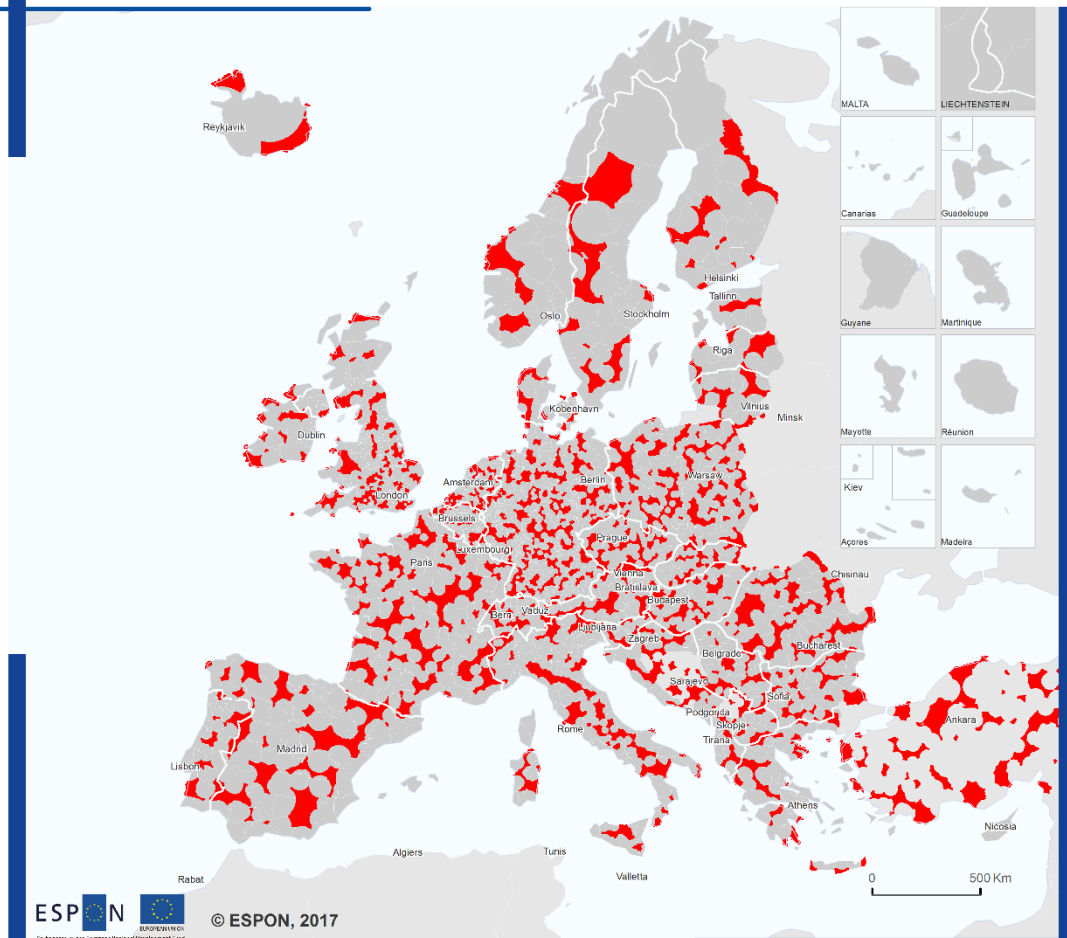 MALTA
LIECHTENSTEIN
Reykjavik
Canarias
Guadeloupe
Helsinki
Tallinn
Oslo
Stockholm
Guyane
Martinique
Riga
Vilnius
Kobenhavn
Minsk
Mayotte
Réunion
Dublin
Amsterdam
Berlin
Warsaw
London
Kiev
Brussels
Prague
Açores
Madeira
Luxembourg
Paris
Vienna
Chisinau
Bratislava
Budapest
Bern
Vaduz
Ljubljana
Zagreb
Bucharest
Belgrade
Sarajevo
Sofia
Podgorica
Skopje
Ankara
Rome
Tirana
Madrid
Lisbon
Athens
Nicosia
Algiers
Tunis
Valletta
Rabat
0
500 Km
ESPON
EUROPEAN UNION
© ESPON, 2017